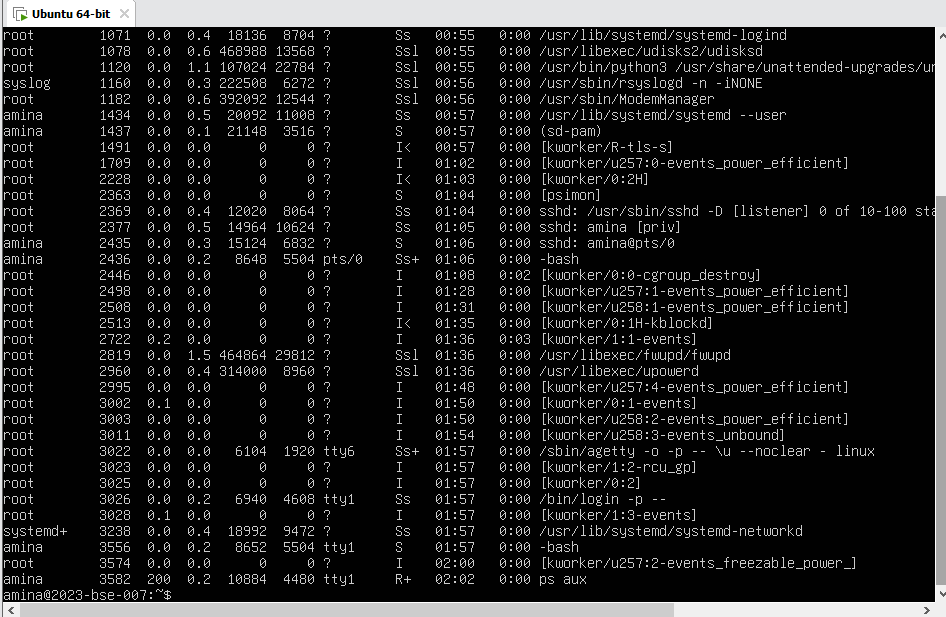 Ubuntu 64-bit
root 1071 0.0 0.4 18136 8704 ? Ss 00:55 0:00 /usr/lib/systemd/systemd-logind
root 1078 0.0 0.6 468988 13568 ? Ssl 00:55 0:00 /usr/libexec/udisks2/udisksd
root 1120 0.0 1.1 107024 22784 ? Ssl 00:55 0:00 /usr/bin/python3 /usr/share/unattended-upgrades/un
syslog 1160 0.0 0.3 222508 6272 ? Ssl 00:56 0:00 /usr/sbin/rsyslogd -n -iNONE
root 1182 0.0 0.6 392092 12544 ? Ssl 00:56 0:00 /usr/sbin/ModemManager
amina 1434 0.0 0.5 20092 11008 ? Ss 00:57 0:00 /usr/lib/systemd/systemd --user
amina 1437 0.0 0.1 21148 3516 ? S 00:57 0:00 (sd-pam)
root 1491 0.0 0.0 0 0 ? I< 00:57 0:00 [kworker/R-tls-s]
root 1709 0.0 0.0 0 0 ? I 01:02 0:00 [kworker/u257:0-events_power_efficient]
root 2228 0.0 0.0 0 0 ? I< 01:03 0:00 [kworker/0:2H]
root 2363 0.0 0.0 0 0 ? S 01:04 0:00 [psimon]
root 2369 0.0 0.4 12020 8064 ? Ss 01:04 0:00 sshd: /usr/sbin/sshd -D [listener] 0 of 10-100 sta
root 2377 0.0 0.5 14964 10624 ? Ss 01:05 0:00 sshd: amina [priv]
amina 2435 0.0 0.3 15124 6832 ? S 01:06 0:00 sshd: amina@pts/0
amina 2436 0.0 0.2 8648 5504 pts/0 Ss+ 01:06 0:00 -bash
root 2446 0.0 0.0 0 0 ? I 01:08 0:02 [kworker/0:0-cgroup_destroy]
root 2498 0.0 0.0 0 0 ? I 01:28 0:00 [kworker/u257:1-events_power_efficient]
root 2508 0.0 0.0 0 0 ? I 01:31 0:00 [kworker/u258:1-events_power_efficient]
root 2513 0.0 0.0 0 0 ? I< 01:35 0:00 [kworker/0:1H-kblockd]
root 2722 0.2 0.0 0 0 ? I 01:36 0:03 [kworker/1:1-events]
root 2819 0.0 1.5 464864 29812 ? Ssl 01:36 0:00 /usr/libexec/fwupd/fwupd
root 2960 0.0 0.4 314000 8960 ? Ssl 01:36 0:00 /usr/libexec/upowerd
root 2995 0.0 0.0 0 0 ? I 01:48 0:00 [kworker/u257:4-events_power_efficient]
root 3002 0.1 0.0 0 0 ? I 01:50 0:00 [kworker/0:1-events]
root 3003 0.0 0.0 0 0 ? I 01:50 0:00 [kworker/u258:2-events_power_efficient]
root 3011 0.0 0.0 0 0 ? I 01:54 0:00 [kworker/u258:3-events_unbound]
root 3022 0.0 0.0 6104 1920 tty6 Ss+ 01:57 0:00 /sbin/agetty -o -p -- \u --noclear - linux
root 3023 0.0 0.0 0 0 ? I 01:57 0:00 [kworker/1:2-rcu_gp]
root 3025 0.0 0.0 0 0 ? I 01:57 0:00 [kworker/0:2]
root 3026 0.0 0.2 6940 4608 tty1 Ss 01:57 0:00 /bin/login -p --
root 3028 0.1 0.0 0 0 ? I 01:57 0:00 [kworker/1:3-events]
systemd+ 3238 0.0 0.4 18992 9472 ? Ss 01:57 0:00 /usr/lib/systemd/systemd-networkd
amina 3556 0.0 0.2 8652 5504 tty1 S 01:57 0:00 -bash
root 3574 0.0 0.0 0 0 ? I 02:00 0:00 [kworker/u257:2-events_freezable_power_]
amina 3582 200 0.2 10884 4480 tty1 R+ 02:02 0:00 ps aux
amina@2023-bse-007:~$